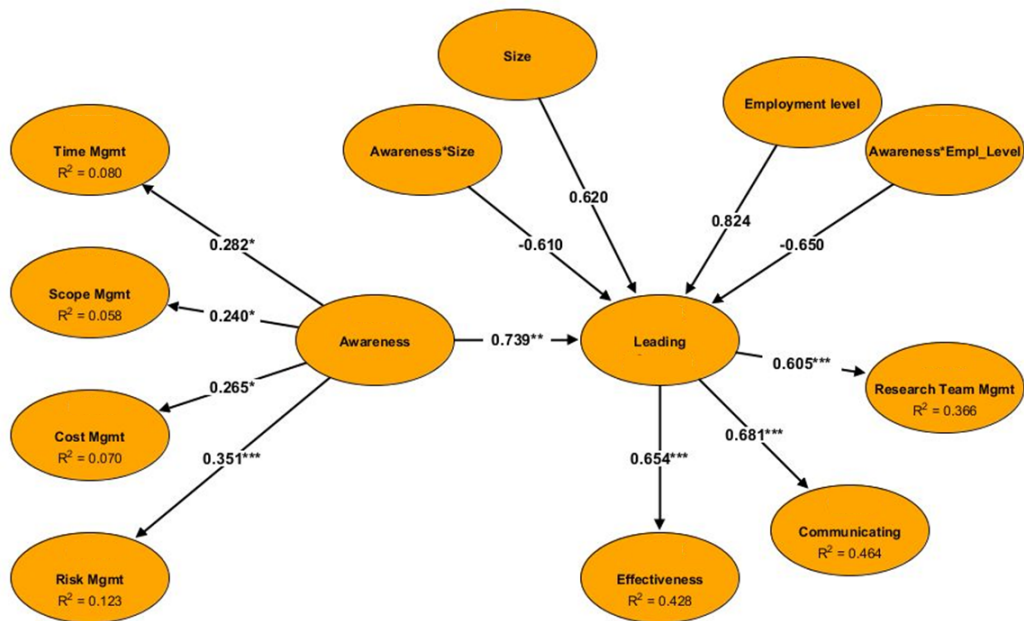 Size
Employment level
Time Mgmt
R² = 0.080
Awareness*Size
Awareness*Empl_Level
0.620
0.824
0.282*
-0.610
-0.650
Scope Mgmt
R² = 0.058
0.240*
Awareness
0.739**
Leading
0.605***
0.265*
Research Team Mgmt
R² = 0.366
Cost Mgmt
R² = 0.070
0.351***
0.654***
0.681***
Communicating
R² = 0.464
Risk Mgmt
R² = 0.123
Effectiveness
R² = 0.428